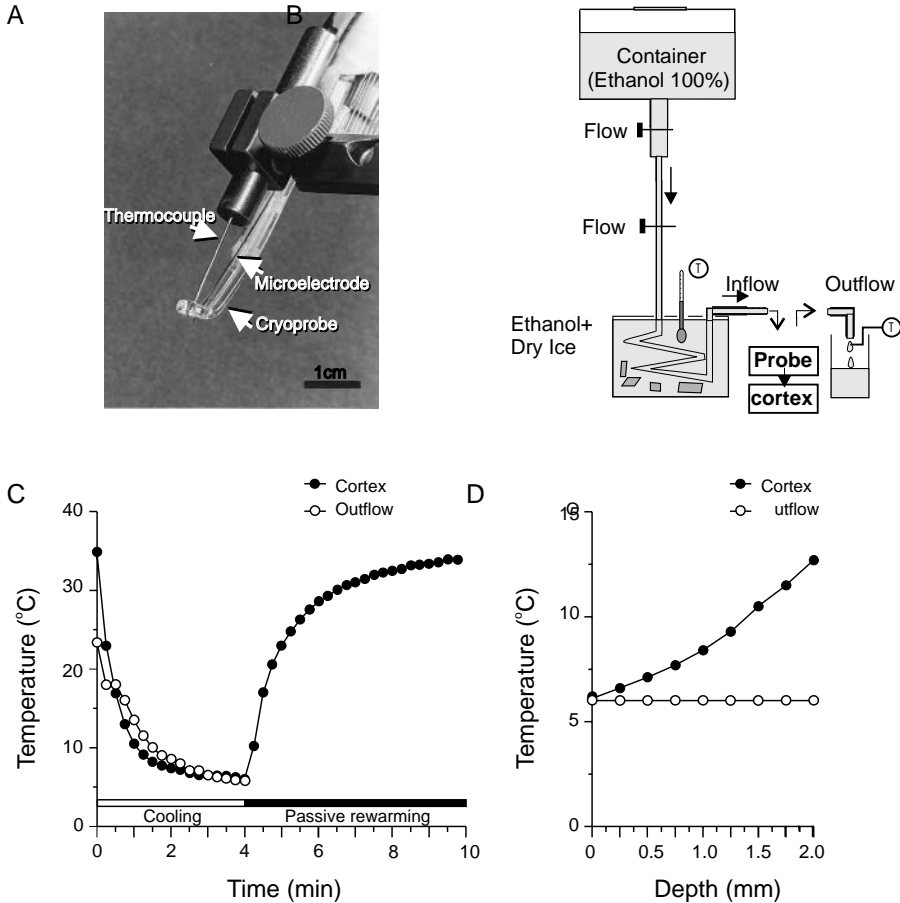 A
B
Thermocouple
Microelectrode
Cryoprobe
1cm
Container
(Ethanol 100%)
Flow
Flow
T
Inflow
Outflow
Ethanol+
Dry Ice
T
Probe
cortex
C
Cortex
Outflow
40
30
20
10
0
Temperature (°C)
Cooling
Passive rewarming
0
2
4
6
8
10
Time (min)
D
Cortex
utflow
O
15
10
5
0
Temperature (°C)
0
0.5
1.0
1.5
2.0
Depth (mm)